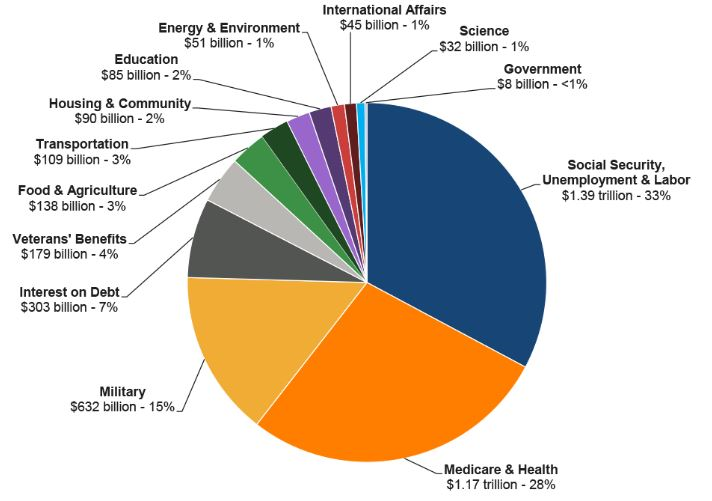 International Affairs
$45 billion - 1%
Energy & Environment
$51 billion - 1%
Science
$32 billion - 1%
Education
$85 billion - 2%
Government
$8 billion - <1%
Housing & Community
$90 billion - 2%
Transportation
$109 billion - 3%
Social Security,
Unemployment & Labor
$1.39 trillion - 33%
Food & Agriculture
$138 billion - 3%
Veterans' Benefits
$179 billion - 4%
Interest on Debt
$303 billion - 7%
Military
$632 billion - 15%
Medicare & Health
$1.17 trillion - 28%